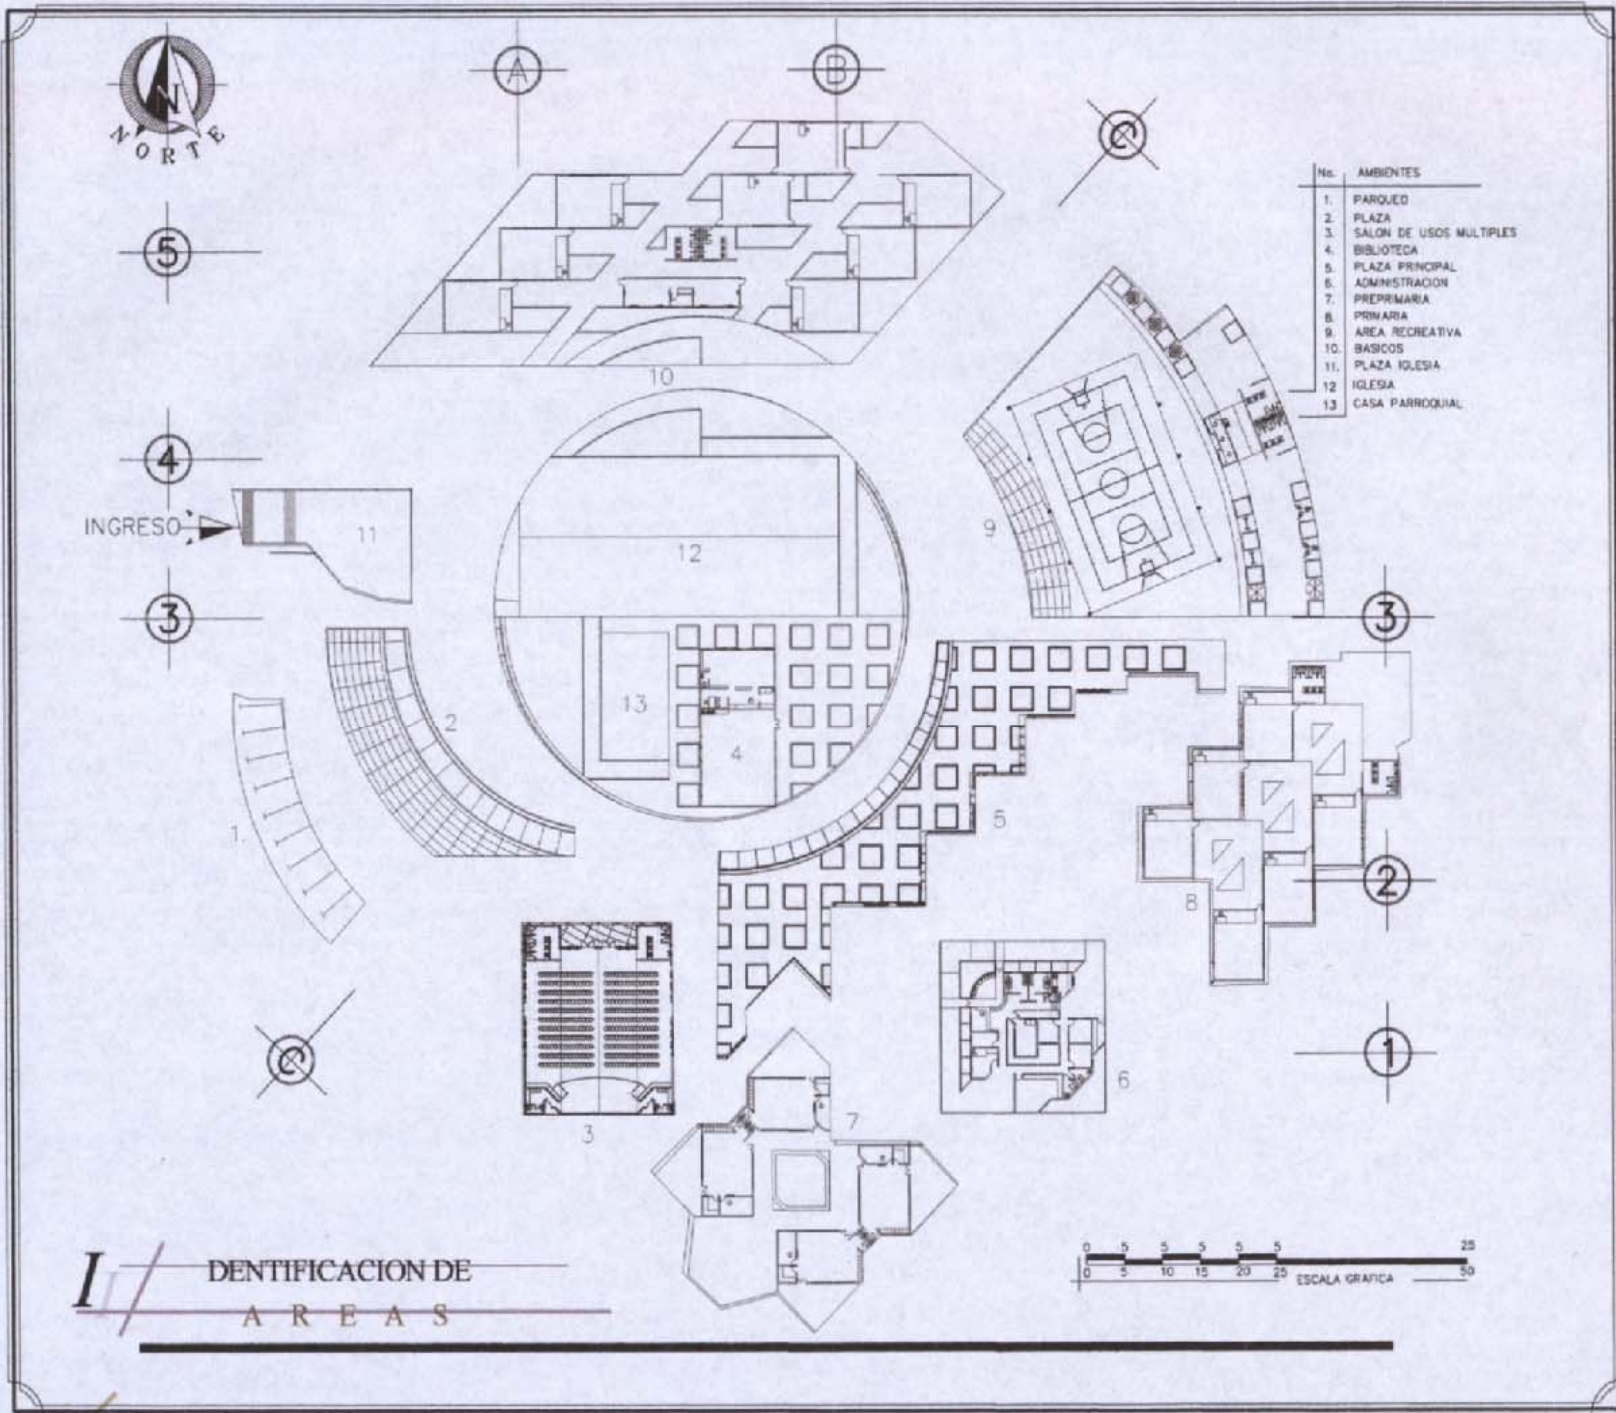 A
B
C
N
NORTE
No. AMBIENTES
1. PARQUEO
2. PLAZA
3. SALON DE USOS MULTIPLES
4. BIBLIOTECA
5. PLAZA PRINCIPAL
6. ADMINISTRACION
7. PREPRIMARIA
8. PRIMARIA
9. AREA RECREATIVA
10. BASICOS
11. PLAZA IGLESIA
12 IGLESIA
13 CASA PARROQUIAL
5
10
4
INGRESO
11
12
9
3
3
13
2
4
1
5
2
8
C
3
7
6
1
IDENTIFICACION DE
AREAS
0 5 5 5 5 5 25
0 5 10 15 20 25 50
ESCALA GRAFICA